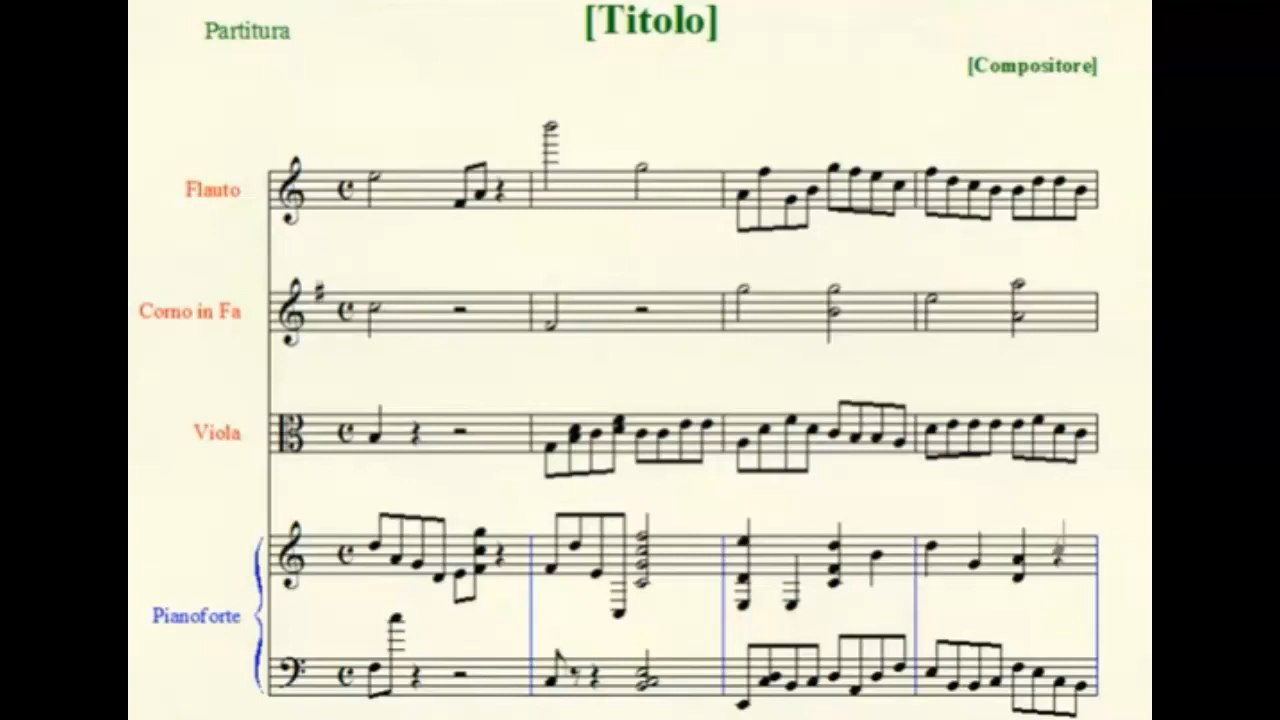 [Titolo]
Partitura
[Compositore]
Flauto
Corno in Fa
Viola
Pianoforte